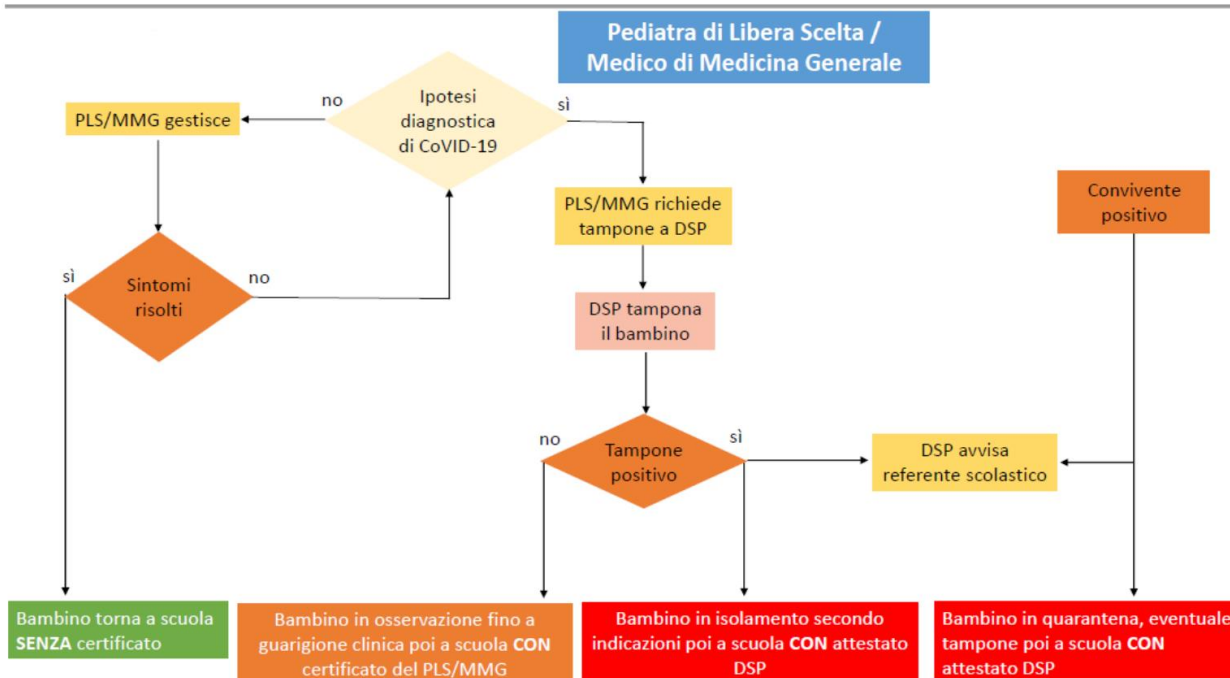 Pediatra di Libera Scelta /
Medico di Medicina Generale
Ipotesi
diagnostica
di CoVID-19
no
sì
PLS/MMG gestisce
PLS/MMG richiede
tampone a DSP
Convivente
positivo
Sintomi
risolti
sì
no
DSP tampona
il bambino
Tampone
positivo
no
sì
DSP avvisa
referente scolastico
Bambino torna a scuola
SENZA certificato
Bambino in osservazione fino a
guarigione clinica poi a scuola CON
certificato del PLS/MMG
Bambino in isolamento secondo
indicazioni poi a scuola CON attestato
DSP
Bambino in quarantena, eventuale
tampone poi a scuola CON
attestato DSP